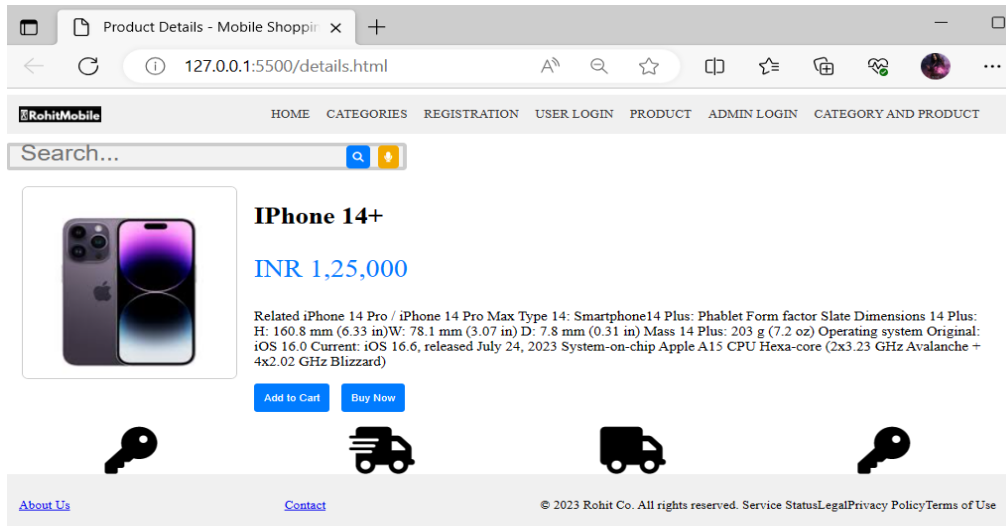 Product Details - Mobile Shoppin
127.0.0.1:5500/details.html
RohitMobile HOME CATEGORIES REGISTRATION USER LOGIN PRODUCT ADMIN LOGIN CATEGORY AND PRODUCT
Search...
IPhone 14+
INR 1,25,000
Related iPhone 14 Pro / iPhone 14 Pro Max Type 14: Smartphone14 Plus: Phablet Form factor Slate Dimensions 14 Plus:
H: 160.8 mm (6.33 in)W: 78.1 mm (3.07 in) D: 7.8 mm (0.31 in) Mass 14 Plus: 203 g (7.2 oz) Operating system Original:
iOS 16.0 Current: iOS 16.6, released July 24, 2023 System-on-chip Apple A15 CPU Hexa-core (2x3.23 GHz Avalanche +
4x2.02 GHz Blizzard)
Add to Cart Buy Now
About Us Contact © 2023 Rohit Co. All rights reserved. Service StatusLegalPrivacy PolicyTerms of Use